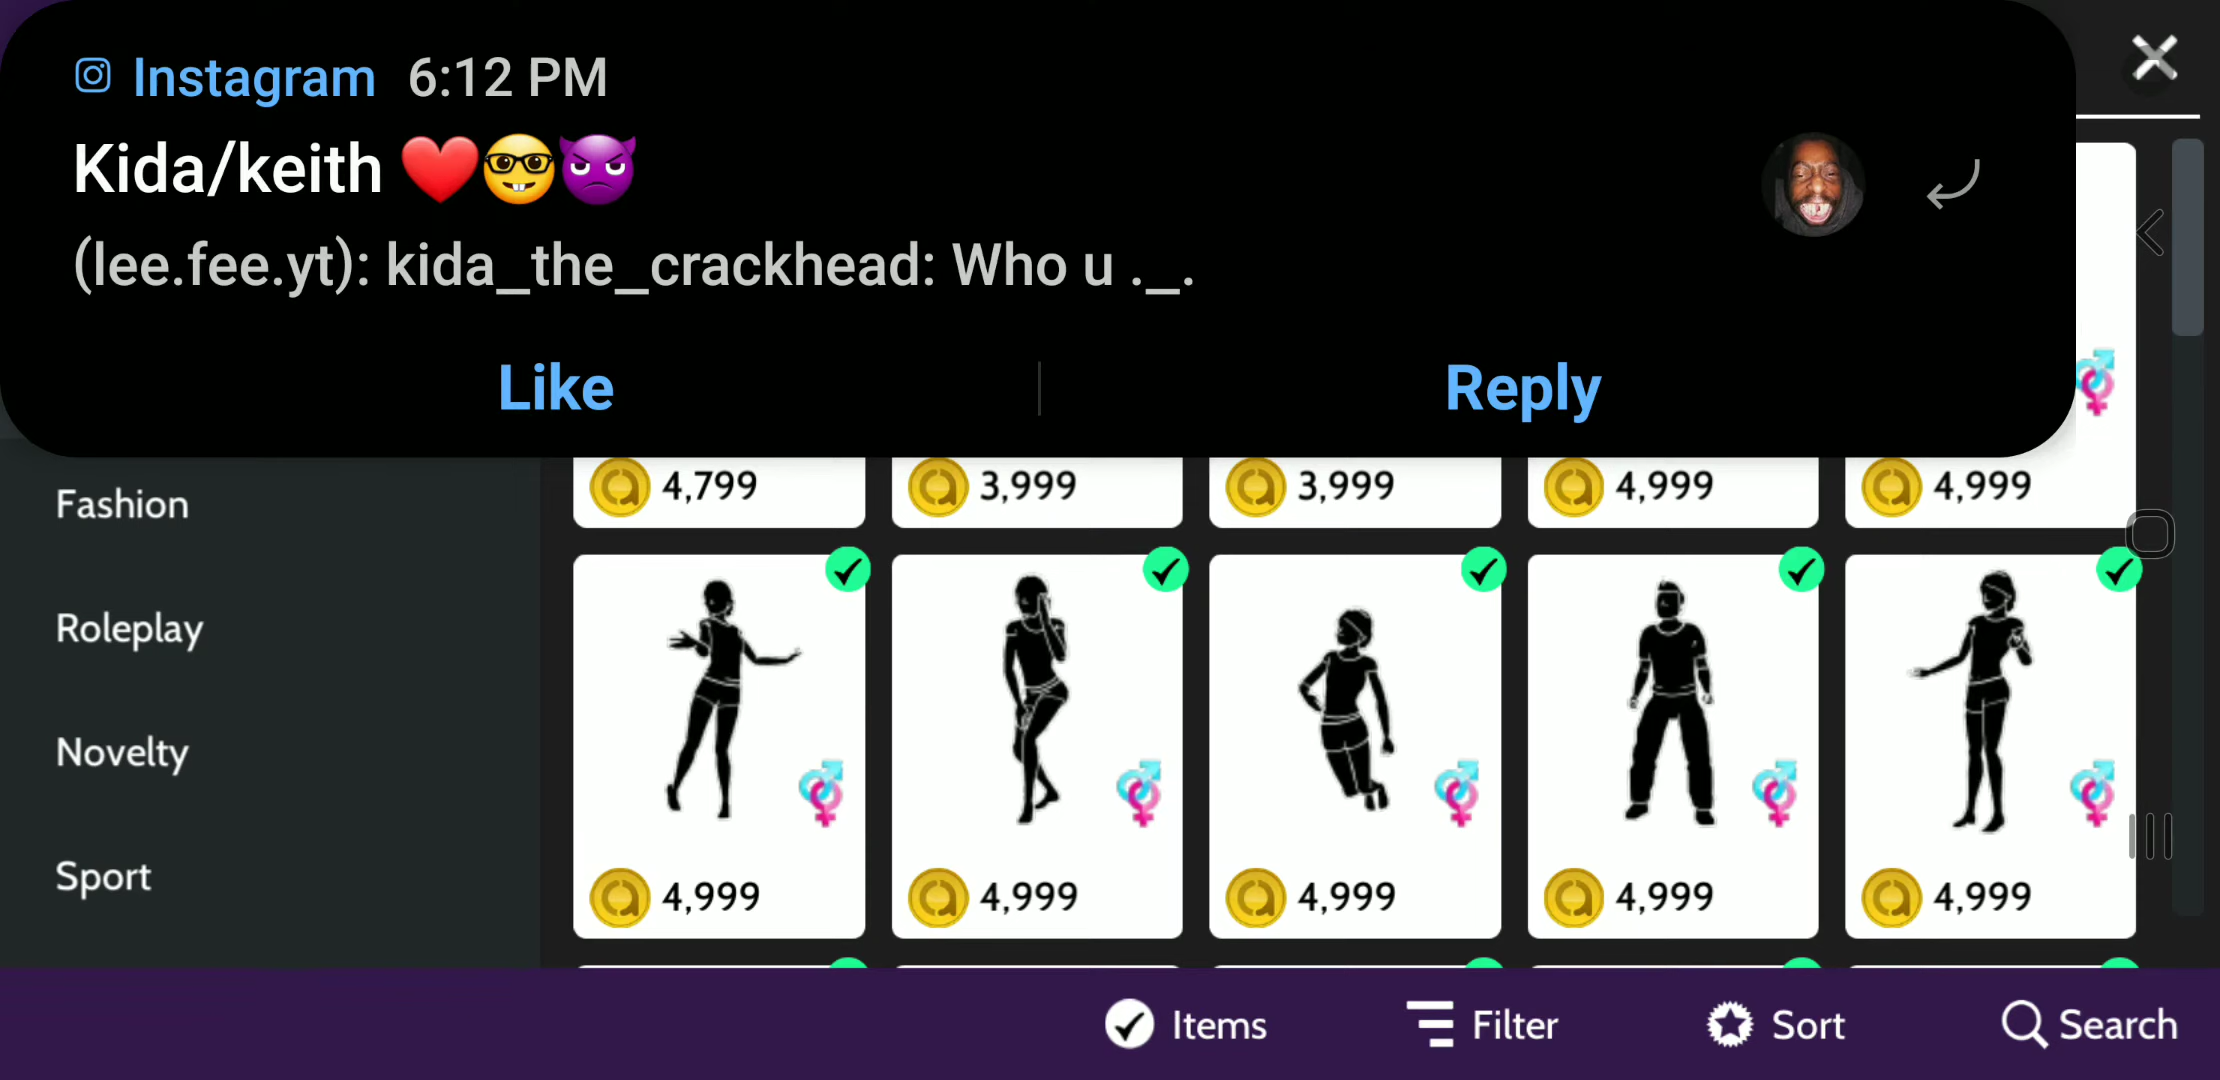 Instagram 6:12 PM
Kida/keith ❤️🤓👿
(lee.fee.yt): kida_the_crackhead: Who u ._.
Like Reply
4,799 3,999 3,999 4,999 4,999
Fashion
Roleplay
Novelty
Sport
4,999 4,999 4,999 4,999 4,999
Items Filter Sort Search